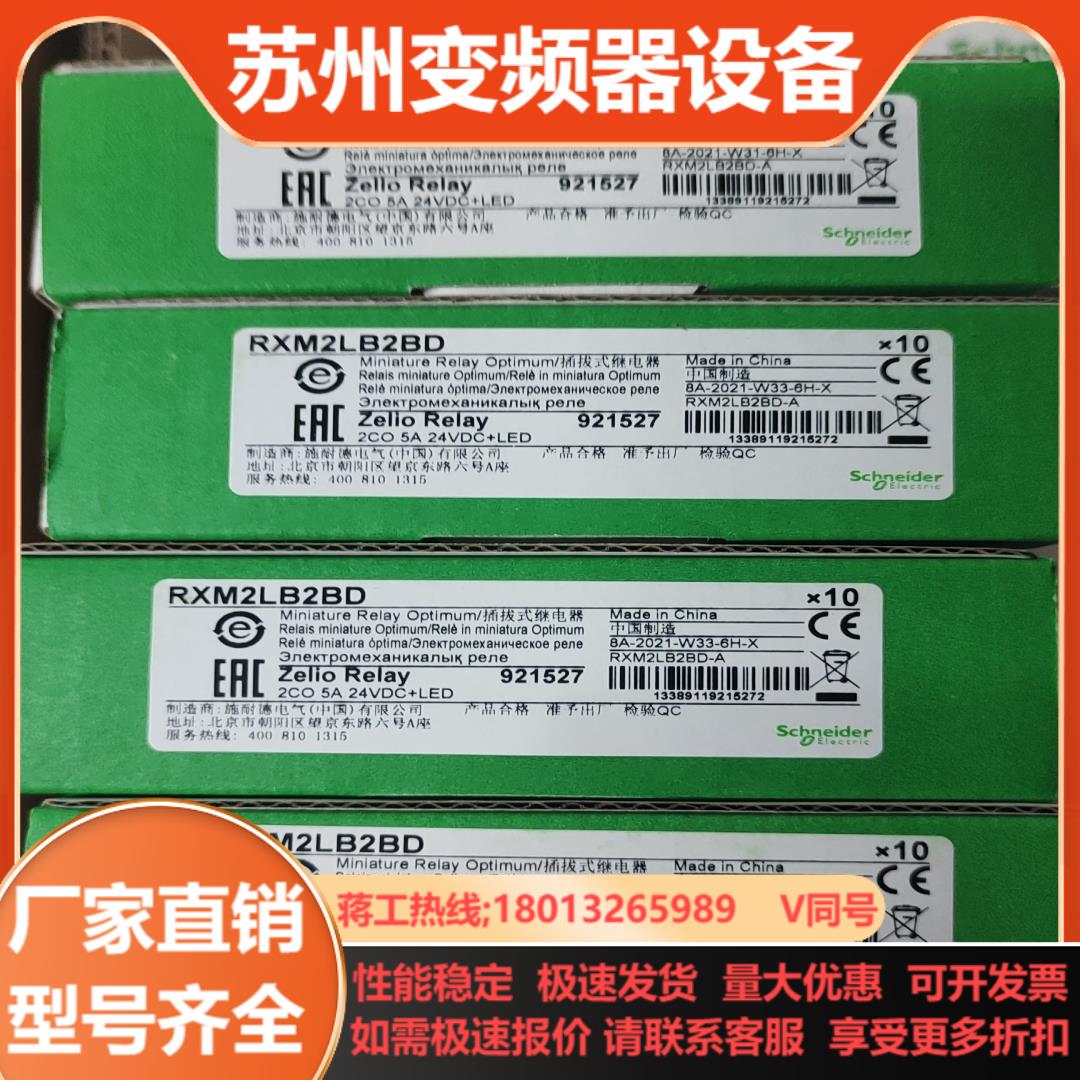 苏州变频器设备
Schneider
10
CE
Relé miniatura óptima/Электромеханическое реле
Электромеханикалық реле
8A-2021-W31-6H-X
RXM2LB2BD-A
EAC
Zelio Relay
921527
2CO 5A 24VDC+LED
13389119215272
制造商:施耐德电气(中国)有限公司 产品合格 准予出厂 检验QC
地址:北京市朝阳区望京东路六号A座
服务热线: 400 810 1315
Schneider
Electric
RXM2LB2BD
×10
Miniature Relay Optimum/插拔式继电器
Made in China
Relais miniature Optimum/Relè in miniatura Optimum
中国制造
CE
Relé miniatura óptima/Электромеханическое реле
8A-2021-W33-6H-X
Электромеханикалық реле
RXM2LB2BD-A
EAC
Zelio Relay
921527
2CO 5A 24VDC+LED
13389119215272
制造商:施耐德电气(中国)有限公司 产品合格 准予出厂 检验QC
地址:北京市朝阳区望京东路六号A座
服务热线: 400 810 1315
Schneider
Electric
RXM2LB2BD
×10
Miniature Relay Optimum/插拔式继电器
Made in China
Relais miniature Optimum/Relè in miniatura Optimum
中国制造
CE
Relé miniatura óptima/Электромеханическое реле
8A-2021-W33-6H-X
Электромеханикалық реле
RXM2LB2BD-A
EAC
Zelio Relay
921527
2CO 5A 24VDC+LED
13389119215272
制造商:施耐德电气(中国)有限公司 产品合格 准予出厂 检验QC
地址:北京市朝阳区望京东路六号A座
服务热线: 400 810 1315
Schneider
Electric
M2LB2BD
×10
Miniature Relay Optimum/插拔式继电器
Made in China
CE
厂家直销
型号齐全
蒋工热线;18013265989 V同号
性能稳定 极速发货 量大优惠 可开发票
如需极速报价 请联系客服 享受更多折扣